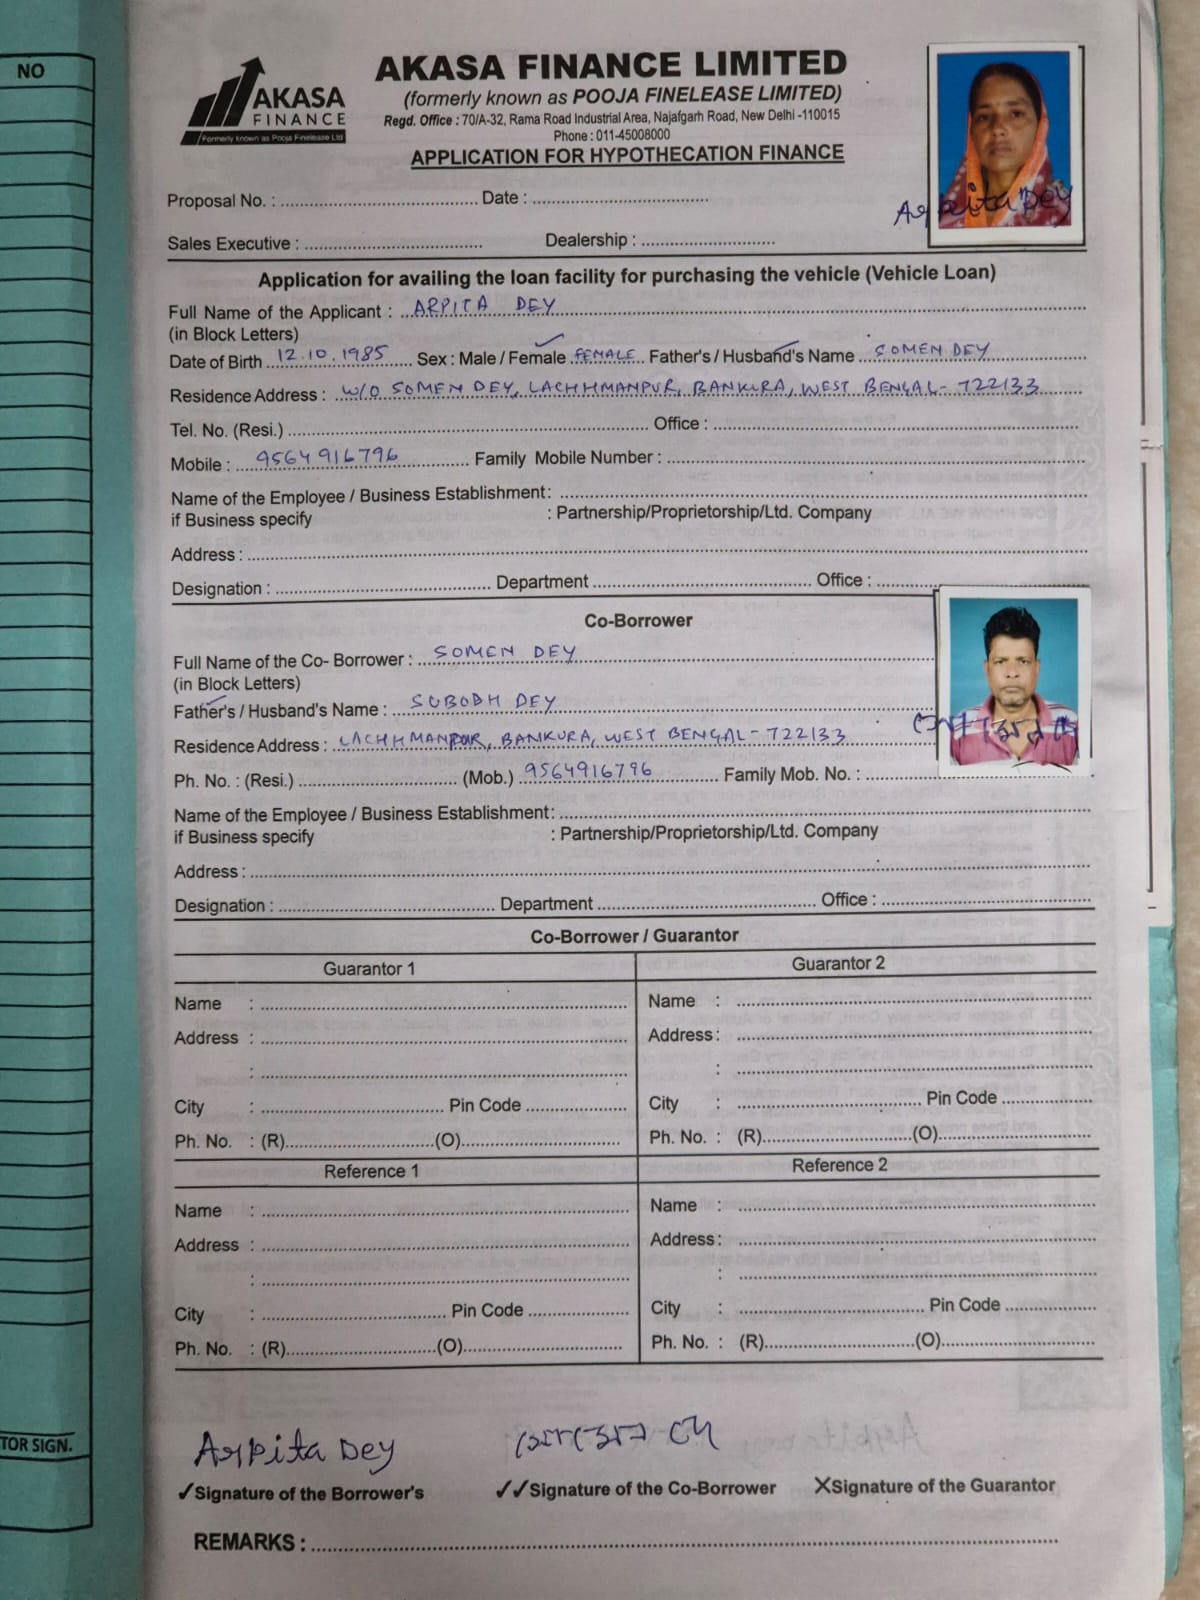 NO
AKASA FINANCE LIMITED
AKASA
FINANCE
Formerly known as Pooja Finelease Ltd
(formerly known as POOJA FINELEASE LIMITED)
Regd. Office : 70/A-32, Rama Road Industrial Area, Najafgarh Road, New Delhi -110015
Phone : 011-45008000
APPLICATION FOR HYPOTHECATION FINANCE
Arpita Dey
Proposal No. : Date :
Sales Executive : Dealership :
Application for availing the loan facility for purchasing the vehicle (Vehicle Loan)
Full Name of the Applicant : ARPITA DEY
(in Block Letters)
Date of Birth 12.10.1985 Sex : Male / Female FEMALE Father's / Husband's Name SOMEN DEY
Residence Address : W/O SOMEN DEY, LACHHMANPUR, BANKURA, WEST BENGAL- 722133
Tel. No. (Resi.) Office :
Mobile : 9564916796 Family Mobile Number :
Name of the Employee / Business Establishment:
if Business specify : Partnership/Proprietorship/Ltd. Company
Address :
Designation : Department Office :
Co-Borrower
Full Name of the Co- Borrower : SOMEN DEY
(in Block Letters)
Father's / Husband's Name : SUBODH DEY
Residence Address : LACHHMANPUR, BANKURA, WEST BENGAL- 722133
Ph. No. : (Resi.) (Mob.) 9564916796 Family Mob. No. :
Name of the Employee / Business Establishment:
if Business specify : Partnership/Proprietorship/Ltd. Company
Address :
Designation : Department Office :
Co-Borrower / Guarantor
Guarantor 1 Guarantor 2
Name : Name :
Address : Address :
: :
City : Pin Code City : Pin Code
Ph. No. : (R) (O) Ph. No. : (R) (O)
Reference 1 Reference 2
Name : Name :
Address : Address :
: :
City : Pin Code City : Pin Code
Ph. No. : (R) (O) Ph. No. : (R) (O)
TOR SIGN.
Arpita Dey সোমেন দে
✓Signature of the Borrower's ✓✓Signature of the Co-Borrower XSignature of the Guarantor
REMARKS :